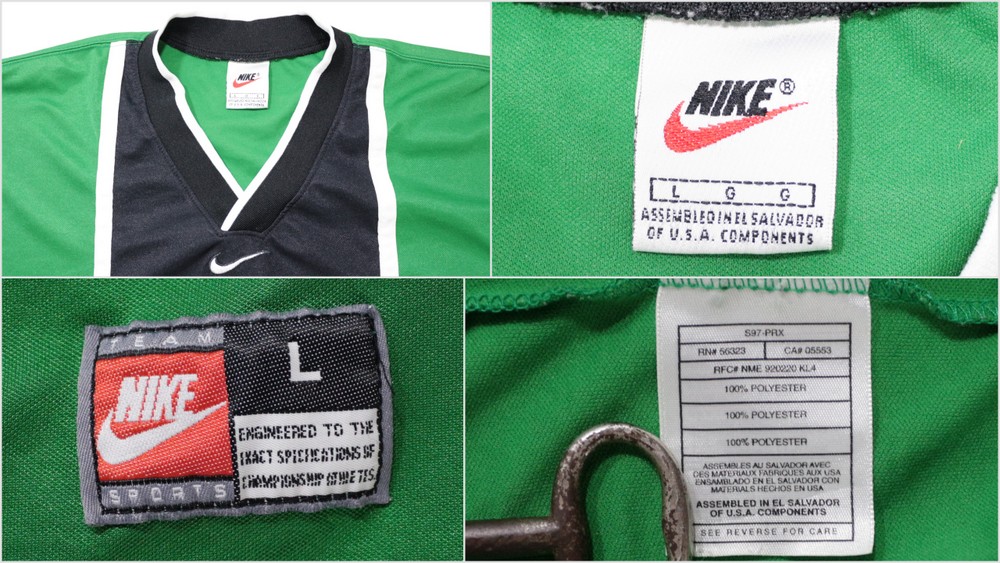 NIKE
NIKE®
L G G
ASSEMBLED IN EL SALVADOR
OF U.S.A. COMPONENTS
TEAM
NIKE
SPORTS
L
ENGINEERED TO THE
EXACT SPECIFICATIONS OF
CHAMPIONSHIP ATHLETES.
S97-PRX
RN# 56323 CA# 05553
RFC# NME 920220 KL4
100% POLYESTER
100% POLYESTER
100% POLYESTER
ASSEMBLES AU SALVADOR AVEC
DES MATERIAUX FABRIQUES AUX USA
ENSAMBLADO EN EL SALVADOR CON
MATERIALS HECHOS EN USA
ASSEMBLED IN EL SALVADOR
OF U.S.A. COMPONENTS
SEE REVERSE FOR CARE